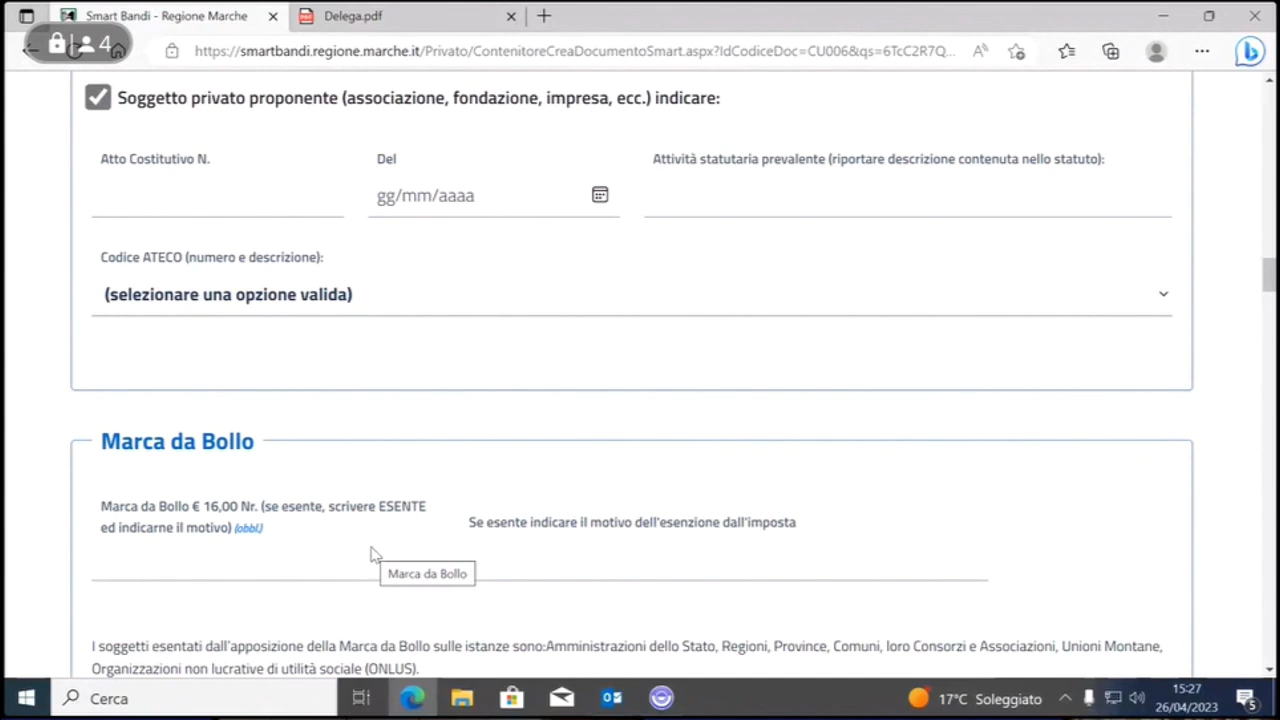 Smart Bandi - Regione Marche
Delega.pdf
4
https://smartbandi.regione.marche.it/Privato/ContenitoreCreaDocumentoSmart.aspx?IdCodiceDoc=CU006&qs=6TcC2R7Q...
Soggetto privato proponente (associazione, fondazione, impresa, ecc.) indicare:
Atto Costitutivo N.
Del
Attività statutaria prevalente (riportare descrizione contenuta nello statuto):
gg/mm/aaaa
Codice ATECO (numero e descrizione):
(selezionare una opzione valida)
Marca da Bollo
Marca da Bollo € 16,00 Nr. (se esente, scrivere ESENTE
ed indicarne il motivo) (obbl.)
Se esente indicare il motivo dell'esenzione dall'imposta
Marca da Bollo
I soggetti esentati dall'apposizione della Marca da Bollo sulle istanze sono:Amministrazioni dello Stato, Regioni, Province, Comuni, loro Consorzi e Associazioni, Unioni Montane,
Organizzazioni non lucrative di utilità sociale (ONLUS).
Cerca
17°C Soleggiato
15:27
26/04/2023
5